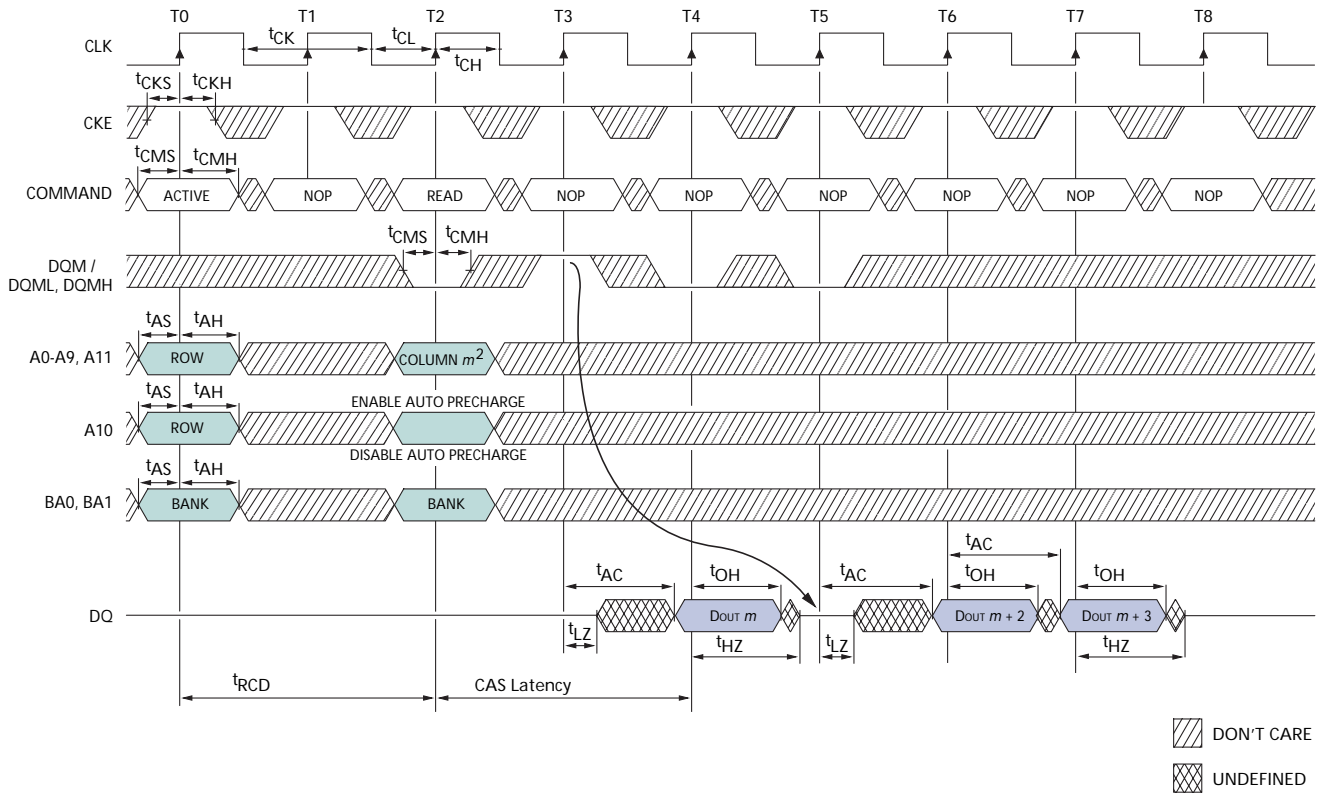 T0 T1 T2 T3 T4 T5 T6 T7 T8
CLK
tCK tCL
tCH
tCKS tCKH
CKE
tCMS tCMH
COMMAND ACTIVE NOP READ NOP NOP NOP NOP NOP NOP
tCMS tCMH
DQM /
DQML, DQMH
tAS tAH
A0-A9, A11 ROW COLUMN m2
ENABLE AUTO PRECHARGE
tAS tAH
A10 ROW
DISABLE AUTO PRECHARGE
tAS tAH
BA0, BA1 BANK BANK
tAC
tAC tOH tAC tOH tOH
DQ DOUT m DOUT m + 2 DOUT m + 3
tLZ tHZ tLZ tHZ
tRCD CAS Latency
DON'T CARE
UNDEFINED